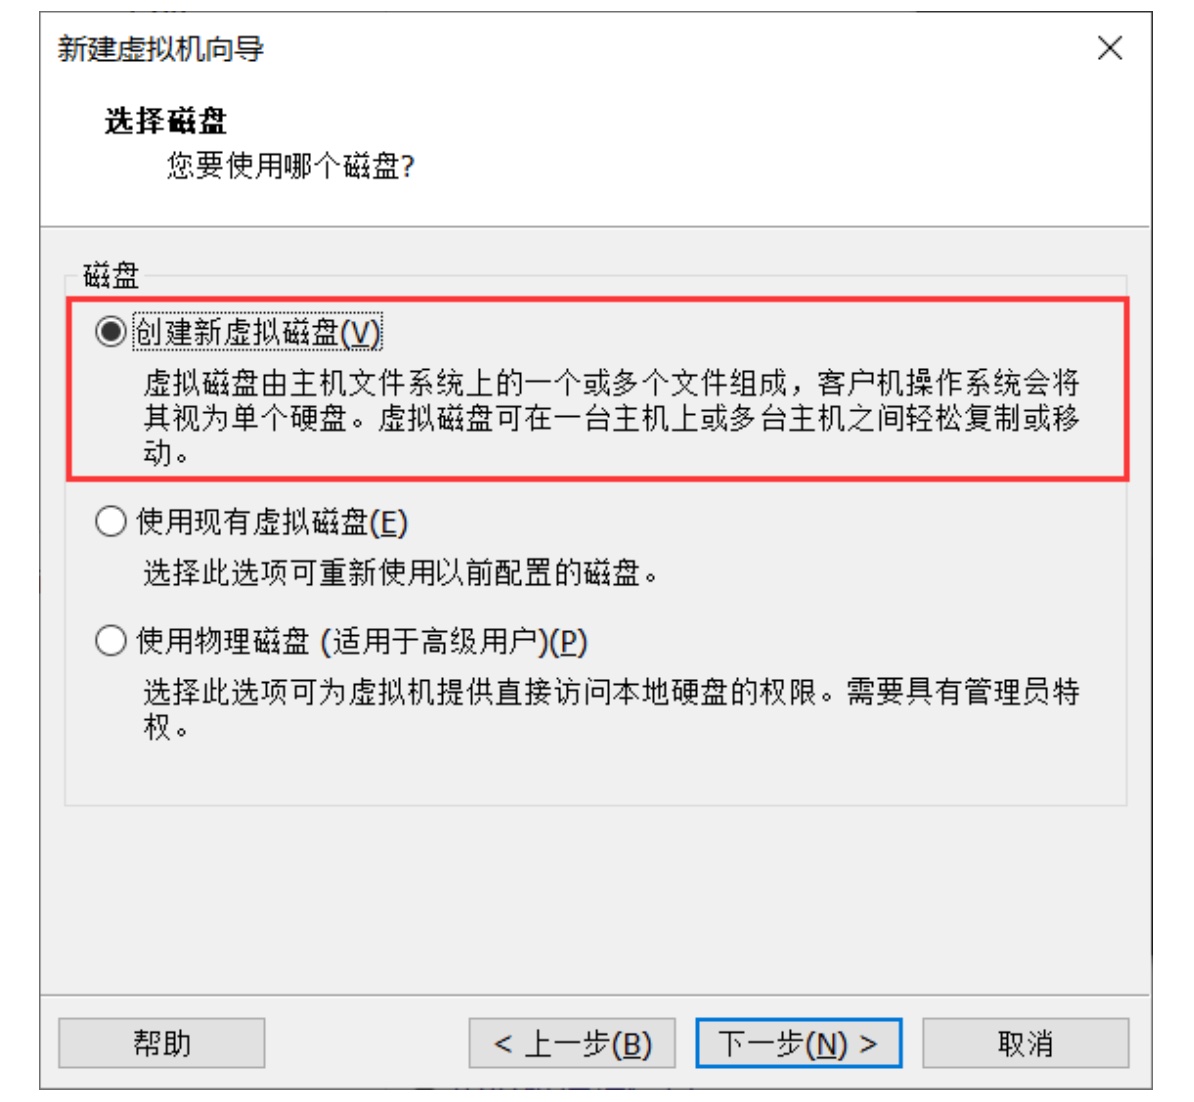 新建虚拟机向导
选择磁盘
您要使用哪个磁盘?
磁盘
创建新虚拟磁盘(V)
虚拟磁盘由主机文件系统上的一个或多个文件组成，客户机操作系统会将
其视为单个硬盘。虚拟磁盘可在一台主机上或多台主机之间轻松复制或移
动。
使用现有虚拟磁盘(E)
选择此选项可重新使用以前配置的磁盘。
使用物理磁盘 (适用于高级用户)(P)
选择此选项可为虚拟机提供直接访问本地硬盘的权限。需要具有管理员特
权。
帮助
< 上一步(B)
下一步(N) >
取消